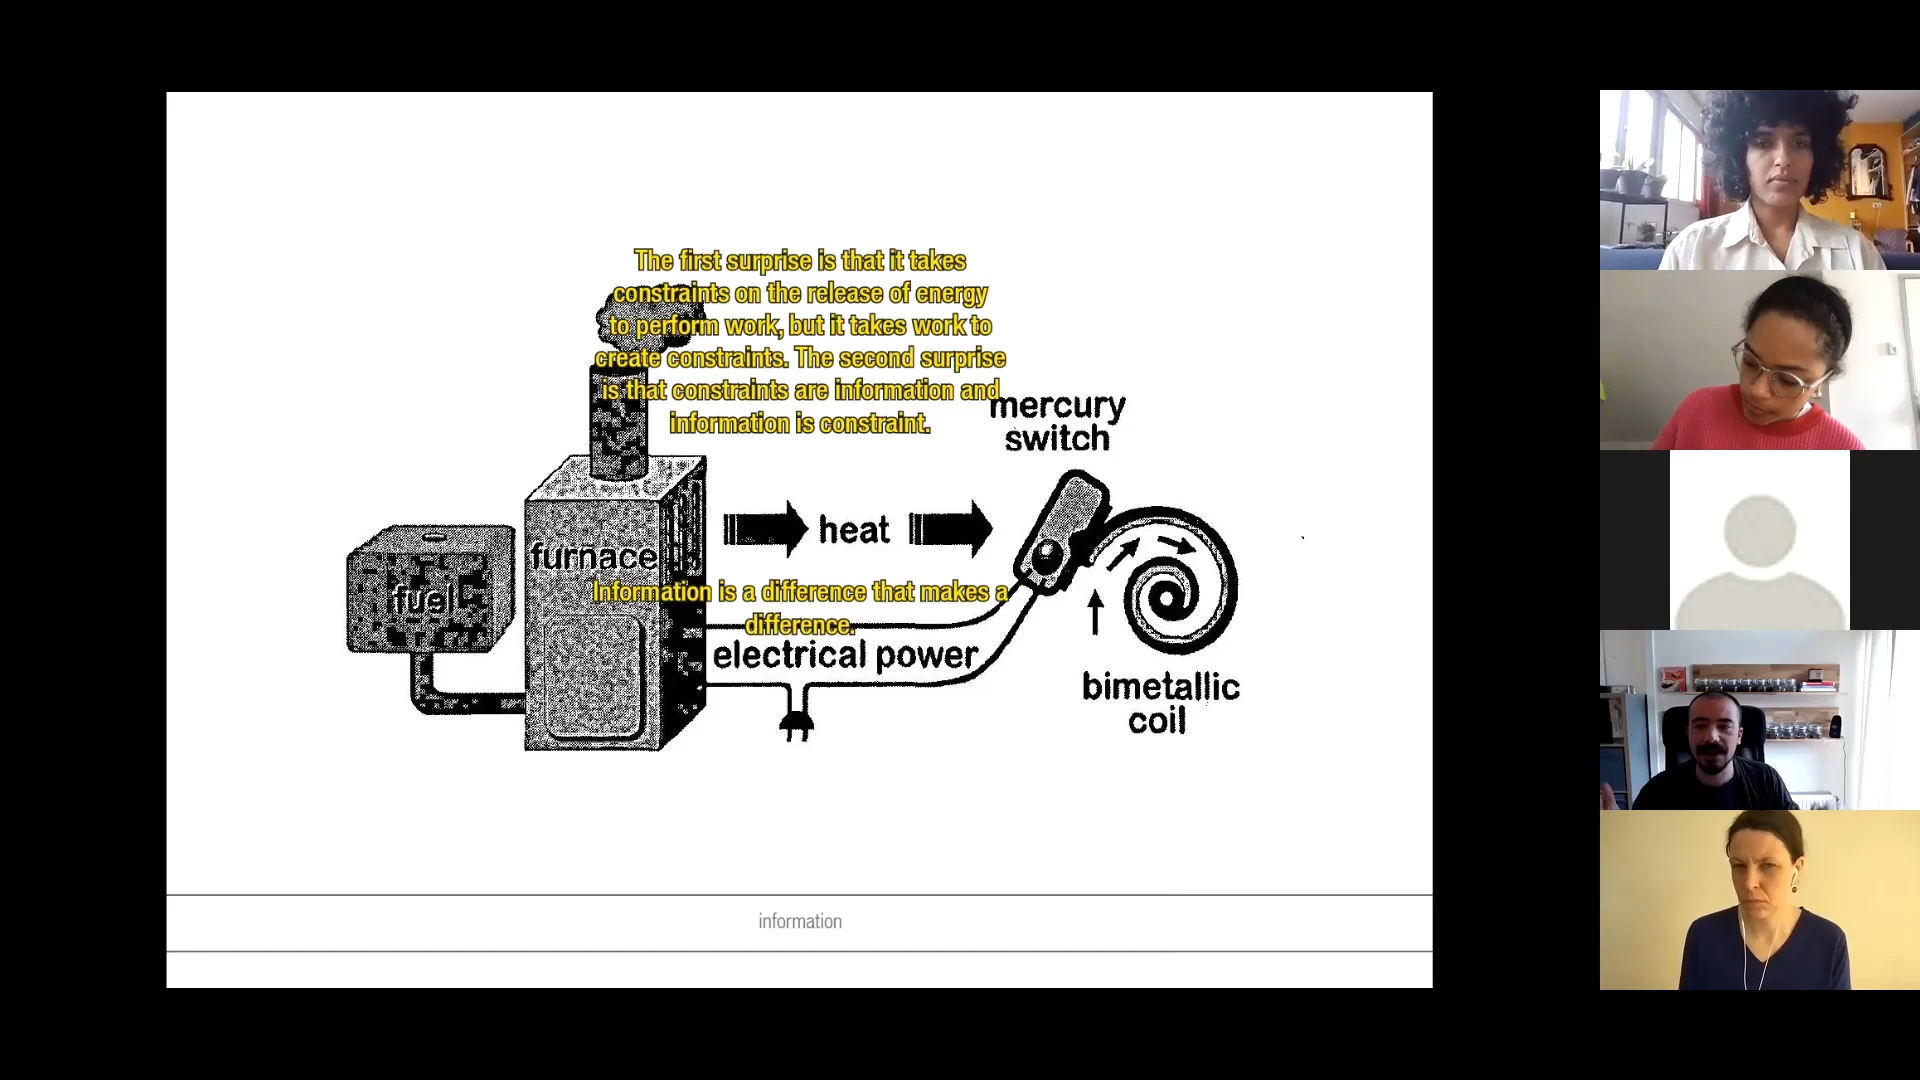 The first surprise is that it takes
constraints on the release of energy
to perform work, but it takes work to
create constraints. The second surprise
is that constraints are information and
information is constraint.
mercury
switch
heat
furnace
fuel
Information is a difference that makes a
difference.
electrical power
bimetallic
coil
information